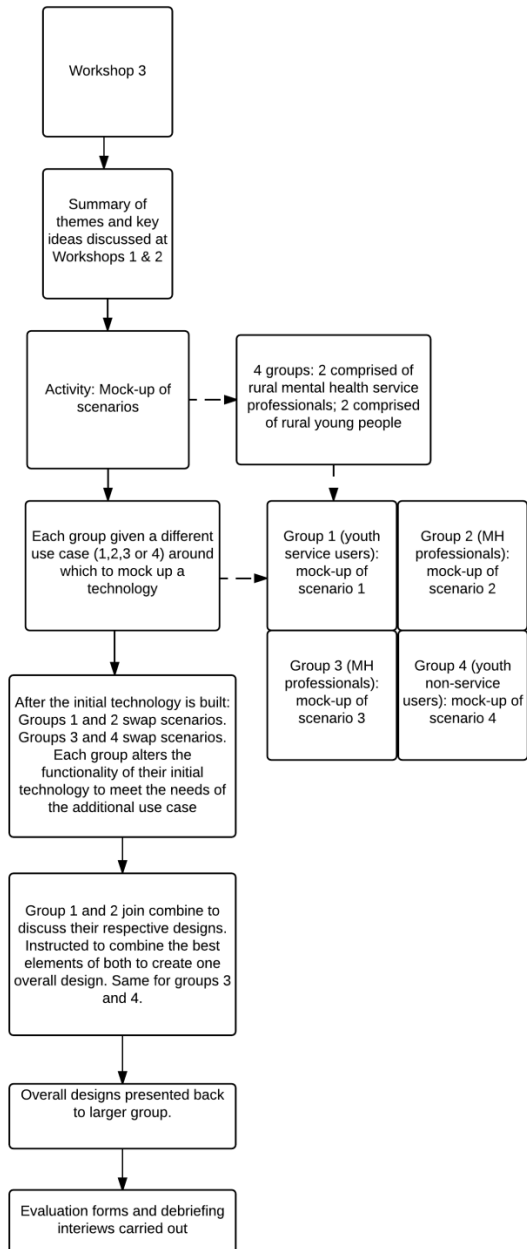 Workshop 3
Summary of
themes and key
ideas discussed at
Workshops 1 & 2
Activity: Mock-up of
scenarios
4 groups: 2 comprised of
rural mental health service
professionals; 2 comprised
of rural young people
Each group given a different
use case (1,2,3 or 4) around
which to mock up a
technology
Group 1 (youth
service users):
mock-up of scenario
1
Group 2 (MH
professionals):
mock-up of
scenario 2
Group 3 (MH
professionals):
mock-up of
scenario 3
Group 4 (youth
non-service
users): mock-up of
scenario 4
After the initial technology is built:
Groups 1 and 2 swap scenarios.
Groups 3 and 4 swap scenarios.
Each group alters the
functionality of their initial
technology to meet the needs of
the additional use case
Group 1 and 2 join combine to
discuss their respective designs.
Instructed to combine the best
elements of both to create one
overall design. Same for groups 3
and 4.
Overall designs presented back
to larger group.
Evaluation forms and debriefing
interiews carried out